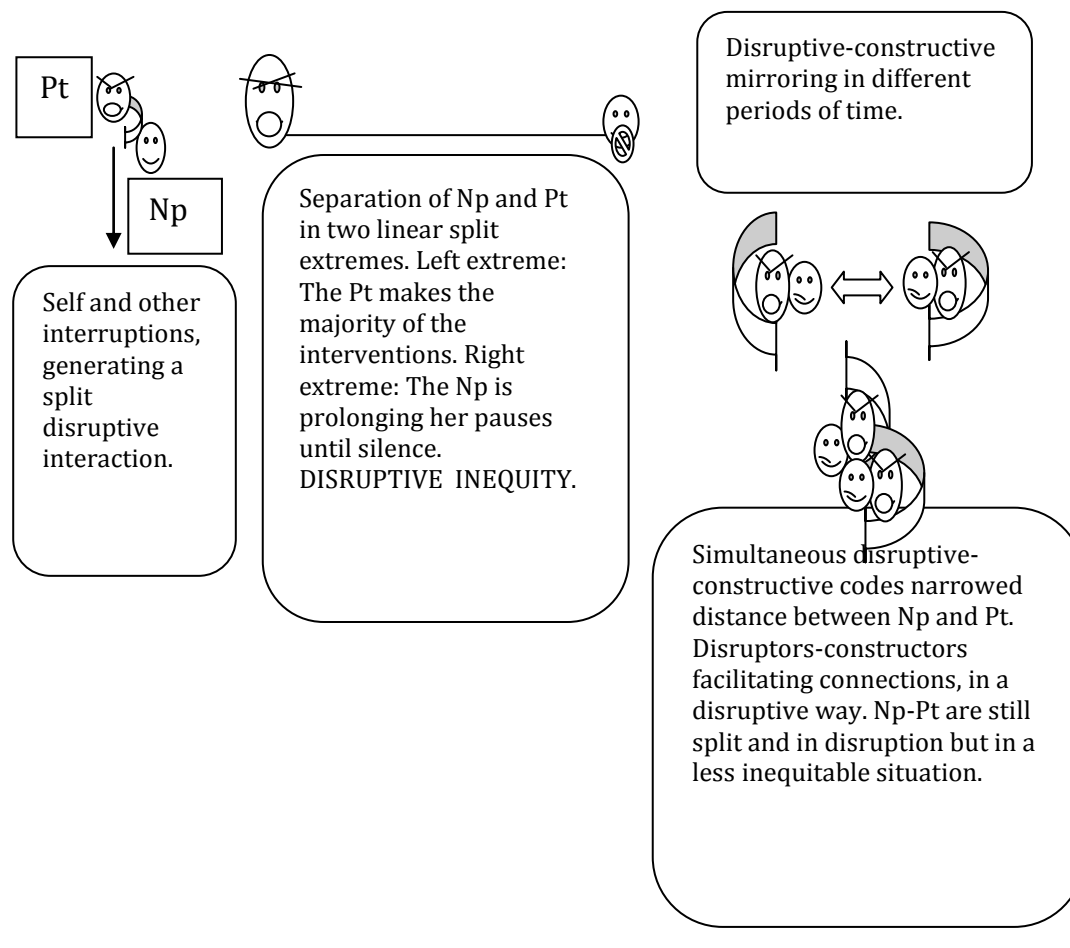 Pt
Np
Self and other
interruptions,
generating a
split
disruptive
interaction.
Separation of Np and Pt
in two linear split
extremes. Left extreme:
The Pt makes the
majority of the
interventions. Right
extreme: The Np is
prolonging her pauses
until silence.
DISRUPTIVE INEQUITY.
Disruptive-constructive
mirroring in different
periods of time.
Simultaneous disruptive-
constructive codes narrowed
distance between Np and Pt.
Disruptors-constructors
facilitating connections, in a
disruptive way. Np-Pt are still
split and in disruption but in a
less inequitable situation.